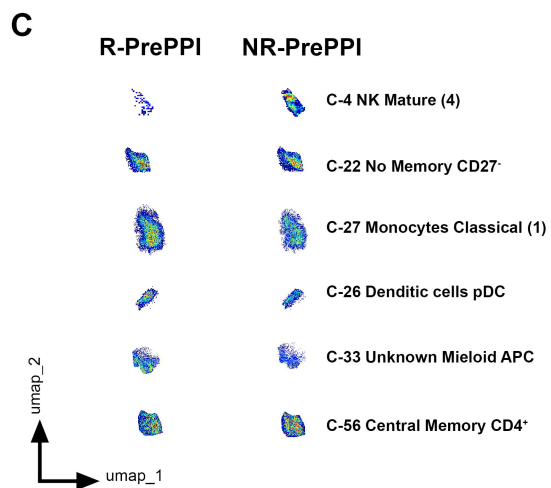 C
R-PrePPI NR-PrePPI
C-4 NK Mature (4)
C-22 No Memory CD27-
C-27 Monocytes Classical (1)
C-26 Denditic cells pDC
C-33 Unknown Mieloid APC
C-56 Central Memory CD4+
umap_2
umap_1